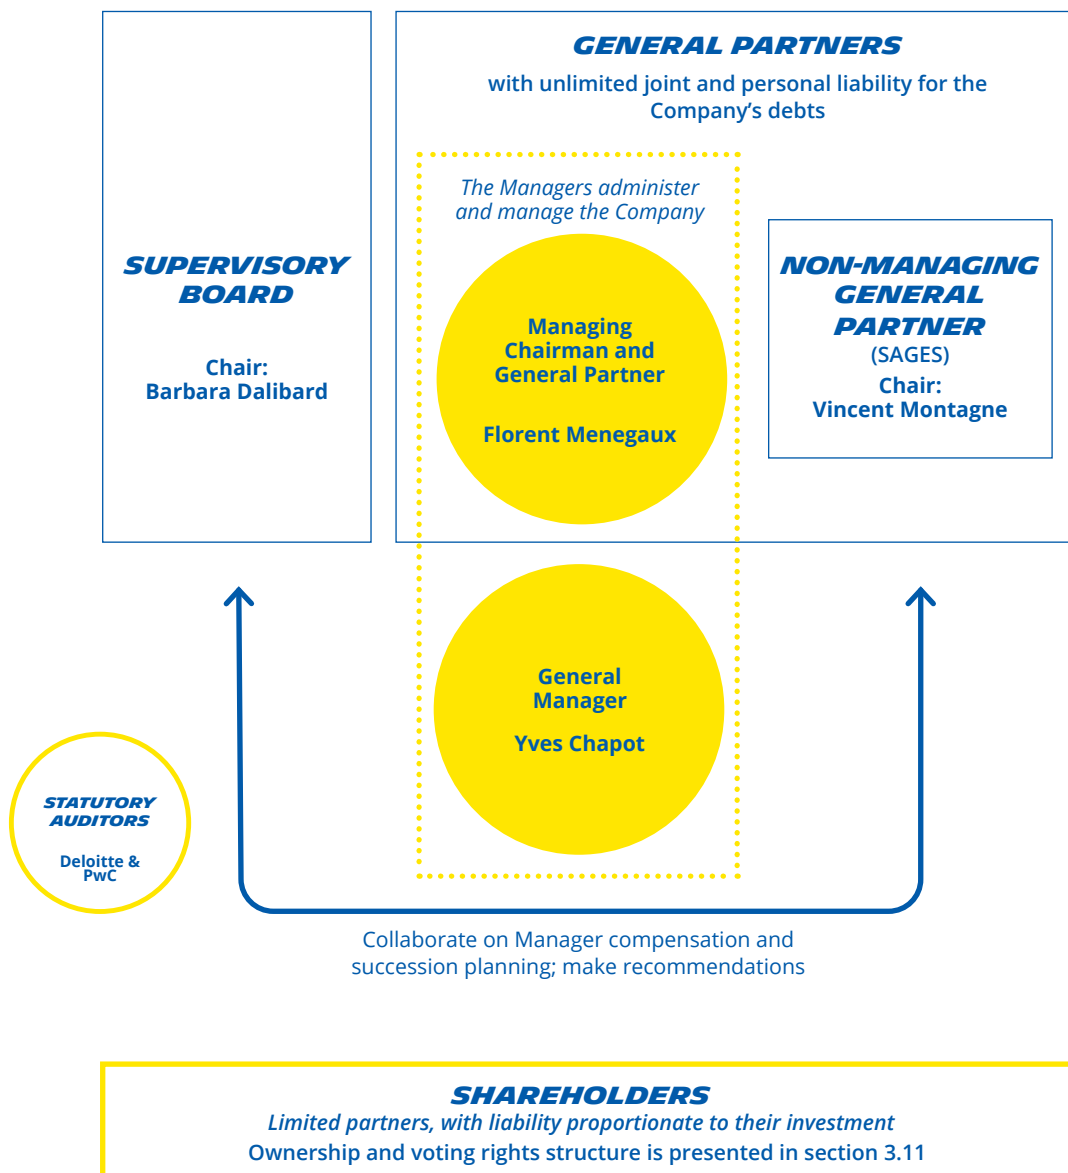 GENERAL PARTNERS
with unlimited joint and personal liability for the
Company's debts
The Managers administer
and manage the Company
SUPERVISORY
BOARD
Chair:
Barbara Dalibard
Managing
Chairman and
General Partner
Florent Menegaux
NON-MANAGING
GENERAL
PARTNER
(SAGES)
Chair:
Vincent Montagne
General
Manager
Yves Chapot
STATUTORY
AUDITORS
Deloitte &
PwC
Collaborate on Manager compensation and
succession planning; make recommendations
SHAREHOLDERS
Limited partners, with liability proportionate to their investment
Ownership and voting rights structure is presented in section 3.11